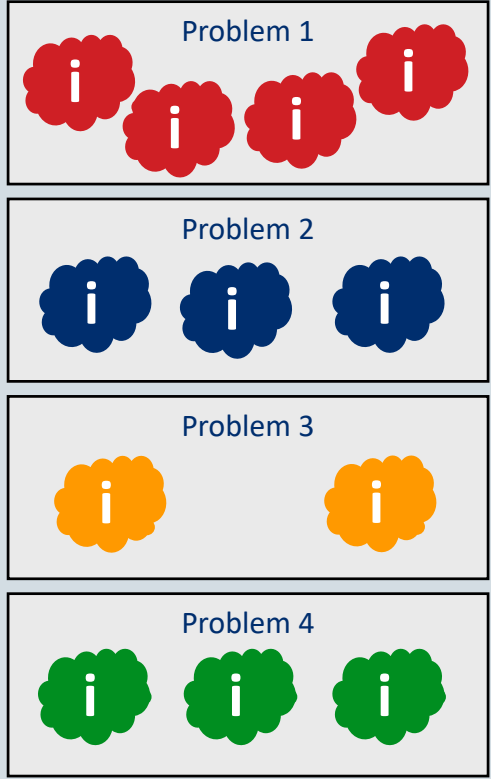 Problem 1
i i i i
Problem 2
i i i
Problem 3
i i
Problem 4
i i i